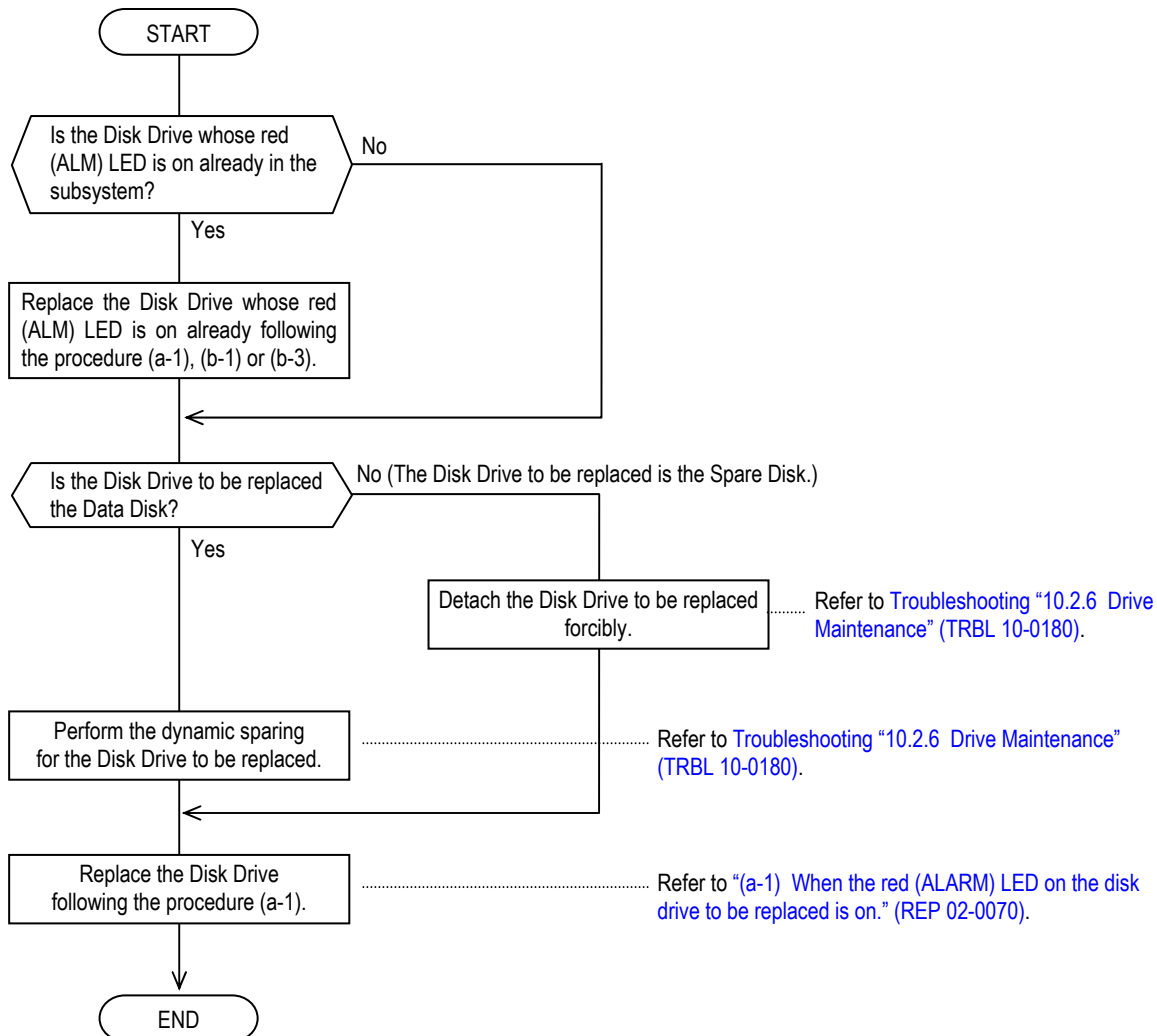 START
Is the Disk Drive whose red
(ALM) LED is on already in the
subsystem?
No
Yes
Replace the Disk Drive whose red
(ALM) LED is on already following
the procedure (a-1), (b-1) or (b-3).
Is the Disk Drive to be replaced
the Data Disk?
No (The Disk Drive to be replaced is the Spare Disk.)
Yes
Detach the Disk Drive to be replaced
forcibly.
Refer to Troubleshooting “10.2.6 Drive
Maintenance” (TRBL 10-0180).
Perform the dynamic sparing
for the Disk Drive to be replaced.
Refer to Troubleshooting “10.2.6 Drive Maintenance”
(TRBL 10-0180).
Replace the Disk Drive
following the procedure (a-1).
Refer to “(a-1) When the red (ALARM) LED on the disk
drive to be replaced is on.” (REP 02-0070).
END